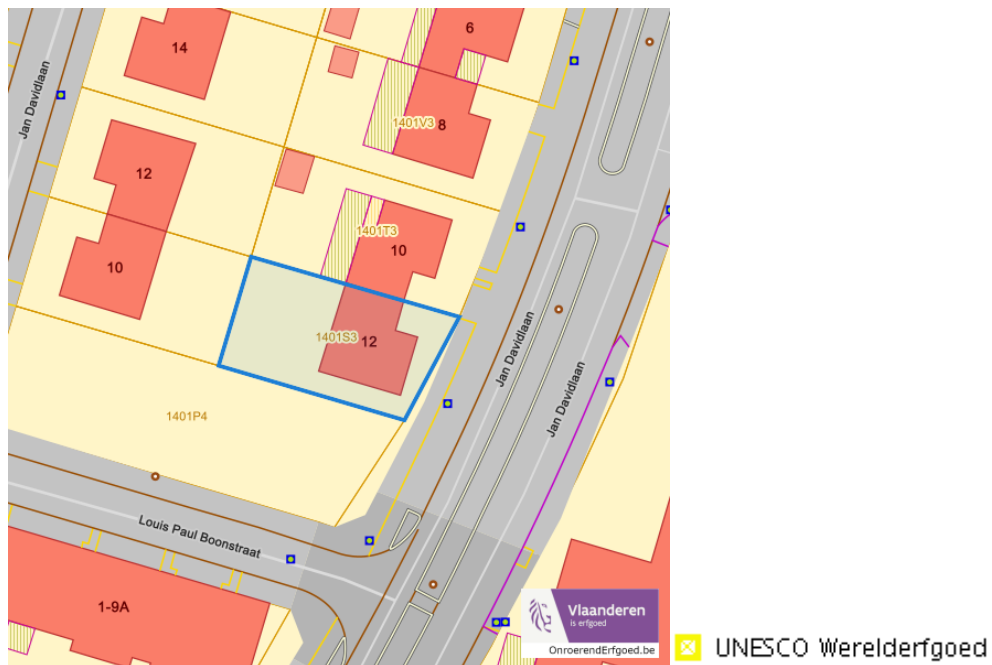 6
14
Jan Davidlaan
1401V3
8
12
1401T3
10
10
1401S3
12
Jan Davidlaan
Jan Davidlaan
1401P4
Louis Paul Boonstraat
1-9A
Vlaanderen
is erfgoed
OnroerendErfgoed.be
UNESCO Werelderfgoed